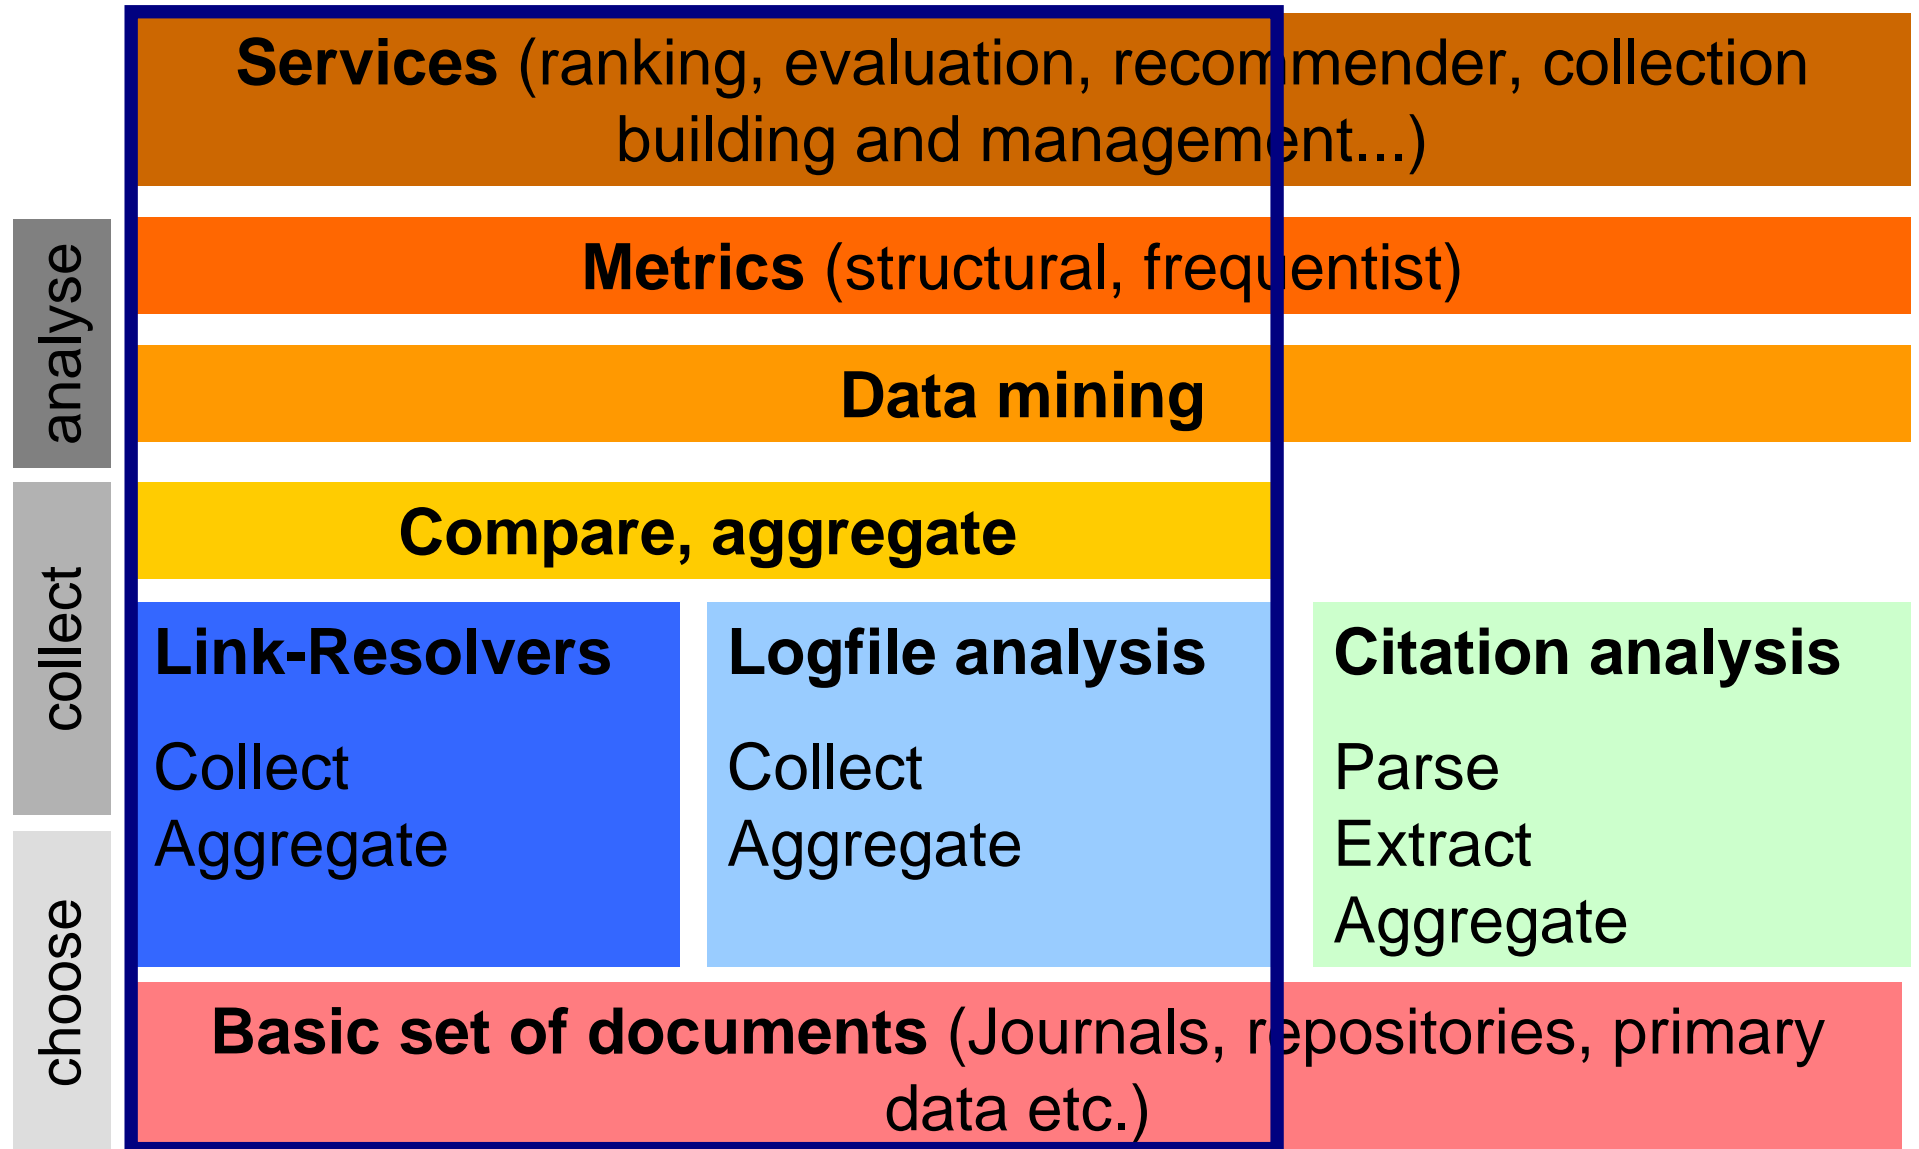 Services (ranking, evaluation, recommender, collection
building and management...)
analyse
Metrics (structural, frequentist)
Data mining
collect
Compare, aggregate
Link-Resolvers
Collect
Aggregate
Logfile analysis
Collect
Aggregate
Citation analysis
Parse
Extract
Aggregate
choose
Basic set of documents (Journals, repositories, primary
data etc.)